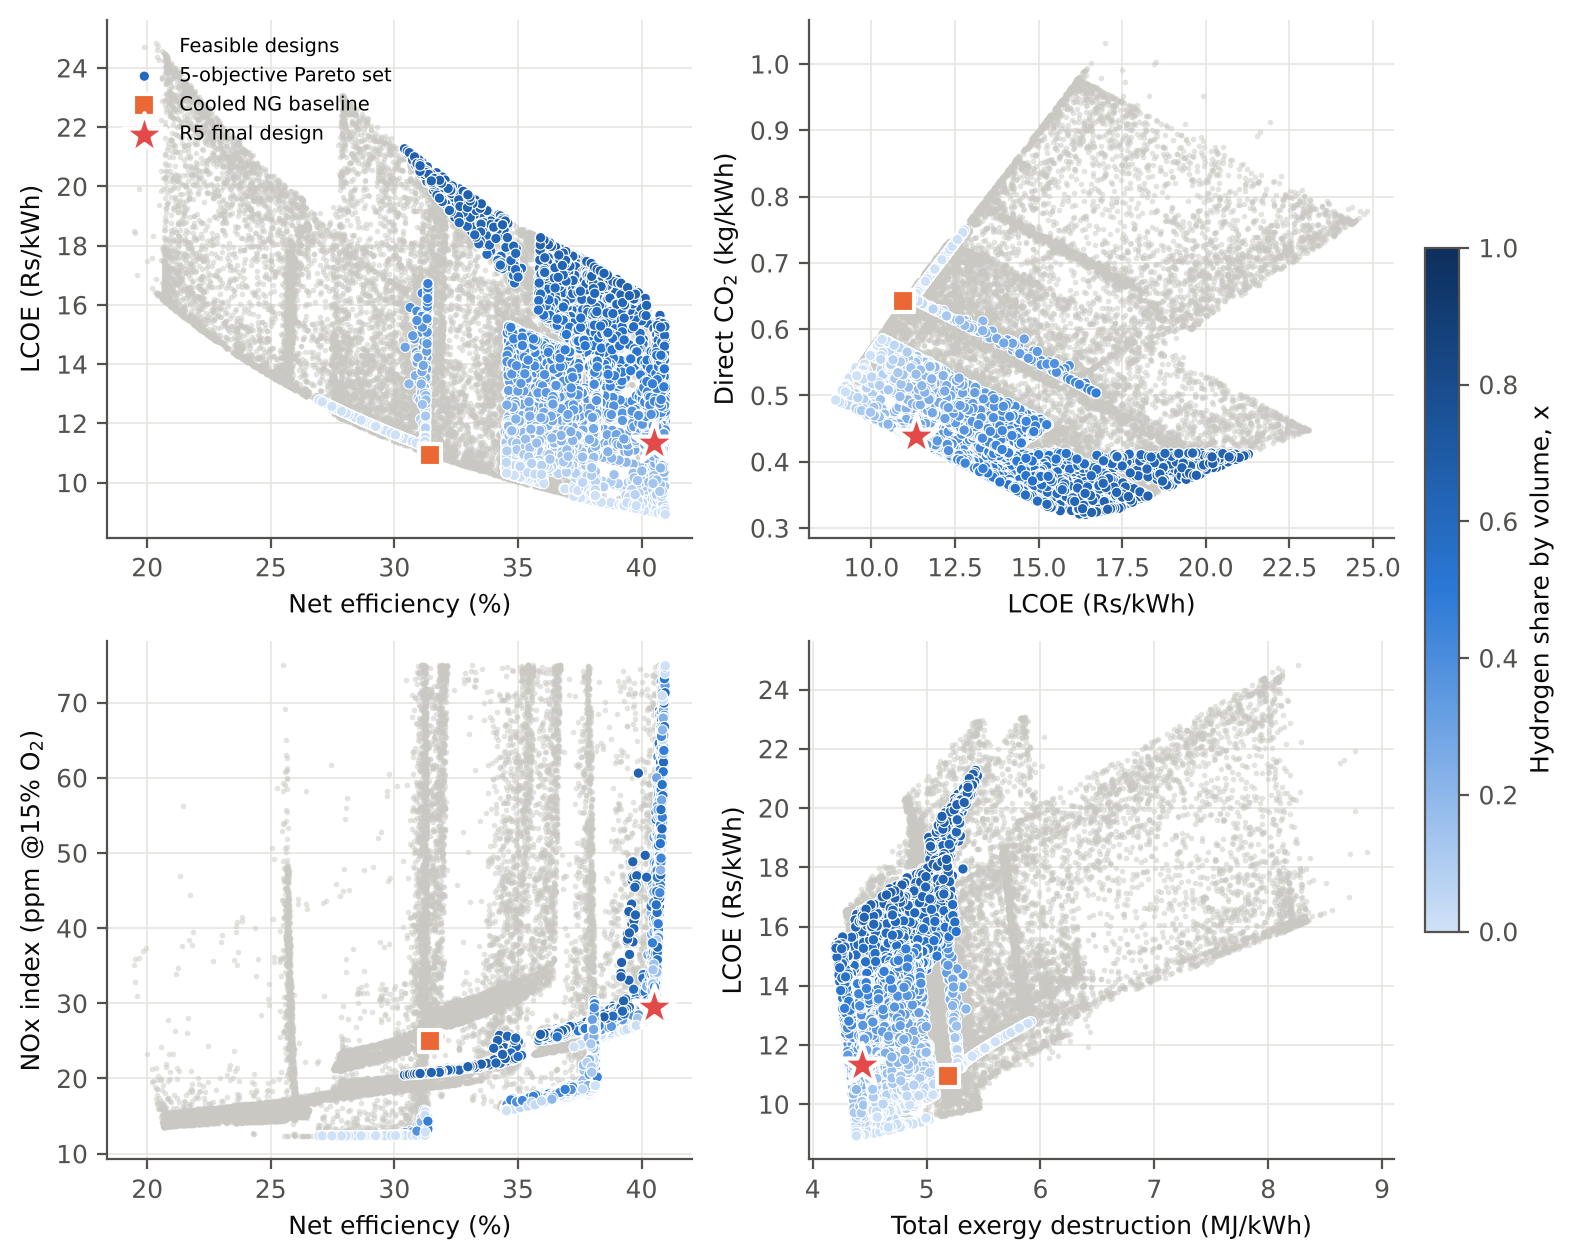 Feasible designs
5-objective Pareto set
Cooled NG baseline
R5 final design
LCOE (Rs/kWh)
24
22
20
18
16
14
12
10
20 25 30 35 40
Net efficiency (%)
Direct CO₂ (kg/kWh)
1.0
0.9
0.8
0.7
0.6
0.5
0.4
0.3
10.0 12.5 15.0 17.5 20.0 22.5 25.0
LCOE (Rs/kWh)
NOx index (ppm @15% O₂)
70
60
50
40
30
20
10
20 25 30 35 40
Net efficiency (%)
LCOE (Rs/kWh)
24
22
20
18
16
14
12
10
4 5 6 7 8 9
Total exergy destruction (MJ/kWh)
1.0
0.8
0.6
0.4
0.2
0.0
Hydrogen share by volume, x